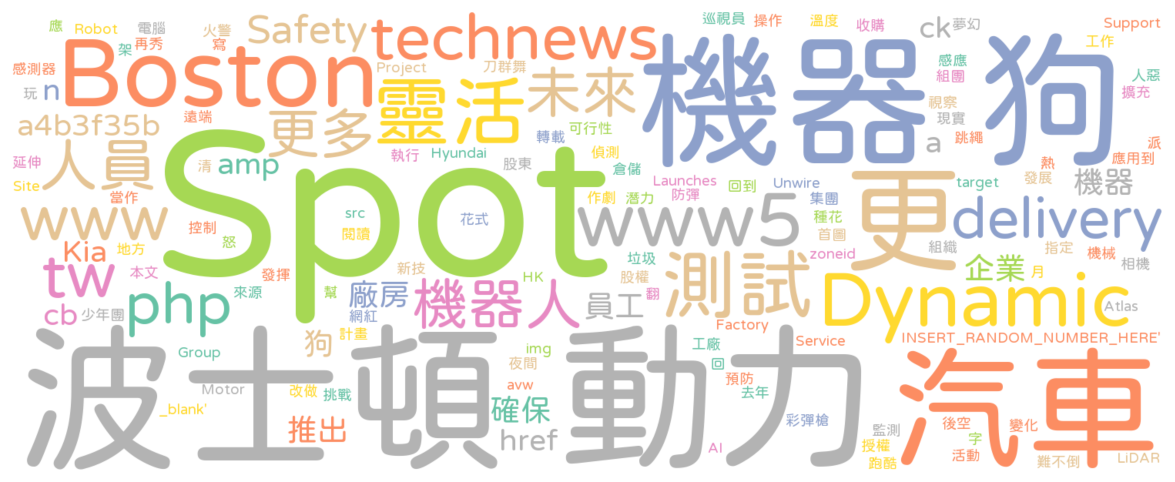 應 Robot 電腦 火警 巡視員 操作 溫度 收購 ck 夢幻 Support
架 再秀 寫 Safety technews 工作
感測器 Boston Project 刀群舞 未來 機器狗 感應 組團 人惡
玩 n 遠端 靈活 視察 現實 擴充
a4b3f35b 更多 轉載 可行性 a 跳繩 派
延伸 人員 清 amp 執行 Hyundai 股東 偵測 倉儲 熱 應用到
Site 當作 Spot 作劇 潛力 Launches 防彈 回到 Unwire 更 target 發展 機器
www 控制 src 閱讀 花式 www5 集團 種花 首圖 delivery
Kia 地方 怒 測試 zoneid 組織 指定 機械
tw 本文 來源 發揮 新技 HK 垃圾 股權 企業 月 相機
cb 少年團 php 幫 廠房 網紅 機器人 員工 翻 Dynamic Atlas
計畫 狗 Factory Service INSERT_RANDOM_NUMBER_HERE'
波士頓動力 Group img 夜間 工廠 回 汽車
_blank' Motor 改做 挑戰 avw 預防 去年
推出 確保 href 彩彈槍 監測 後空 字 變化
AI 授權 跑酷 活動 難不倒 LiDAR